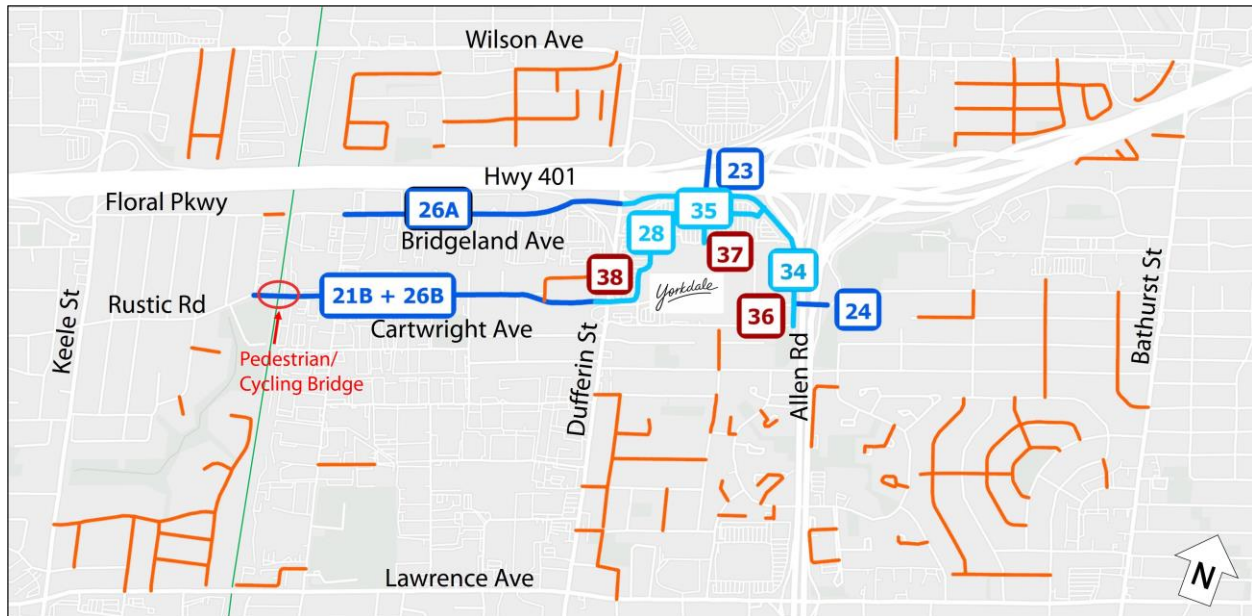 Wilson Ave
Hwy 401
23
Floral Pkwy
26A
35
Bridgeland Ave
28
37
38
34
Rustic Rd
21B + 26B
Yorkdale
36
24
Cartwright Ave
Pedestrian/
Cycling Bridge
Keele St
Dufferin St
Allen Rd
Bathurst St
Lawrence Ave
N